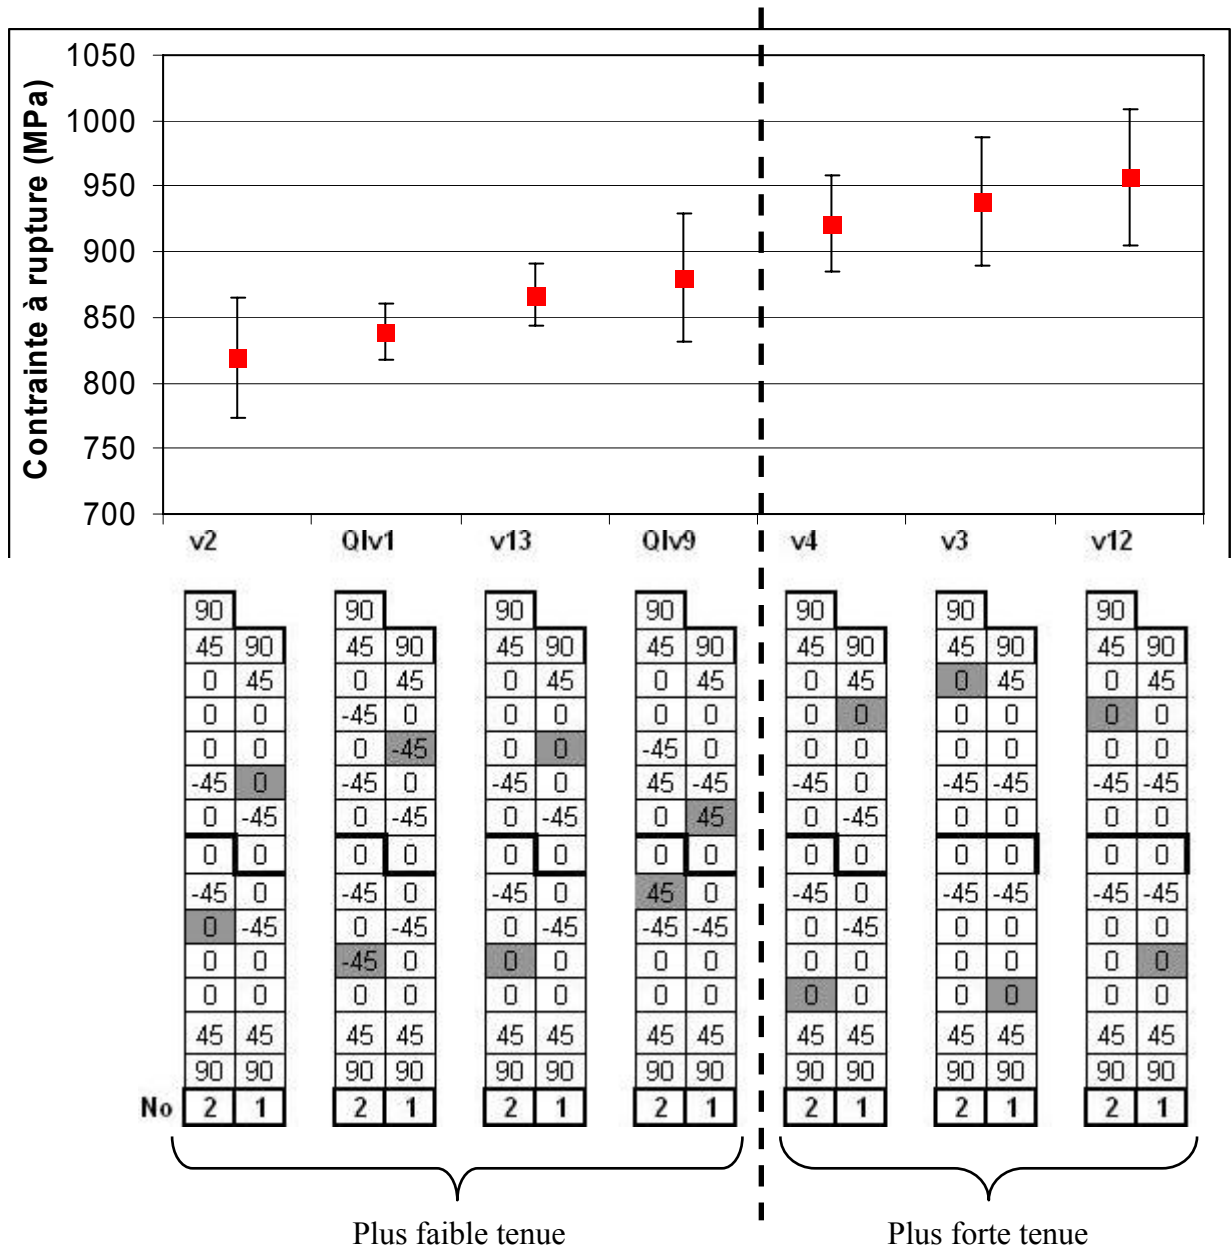 Contrainte à rupture (MPa)
1050
1000
950
900
850
800
750
700
v2 QIv1 v13 QIv9 v4 v3 v12
90 90 90 90 90 90 90
45 90 45 90 45 90 45 90 45 90 45 90 45 90
0 45 0 45 0 45 0 45 0 45 0 45 0 45
0 0 -45 0 0 0 0 0 0 0 0 0 0 0
0 0 0 -45 0 0 -45 0 0 0 0 0 0 0
-45 0 -45 0 -45 0 45 -45 -45 0 -45 -45 -45 -45
0 -45 0 -45 0 -45 0 45 0 -45 0 0 0 0
0 0 0 0 0 0 0 0 0 0 0 0 0 0
-45 0 -45 0 -45 0 45 0 -45 0 -45 -45 -45 -45
0 -45 0 -45 0 -45 -45 -45 0 -45 0 0 0 0
0 0 -45 0 0 0 0 0 0 0 0 0 0 0
0 0 0 0 0 0 0 0 0 0 0 0 0 0
45 45 45 45 45 45 45 45 45 45 45 45 45 45
90 90 90 90 90 90 90 90 90 90 90 90 90 90
No 2 1 2 1 2 1 2 1 2 1 2 1 2 1
Plus faible tenue Plus forte tenue